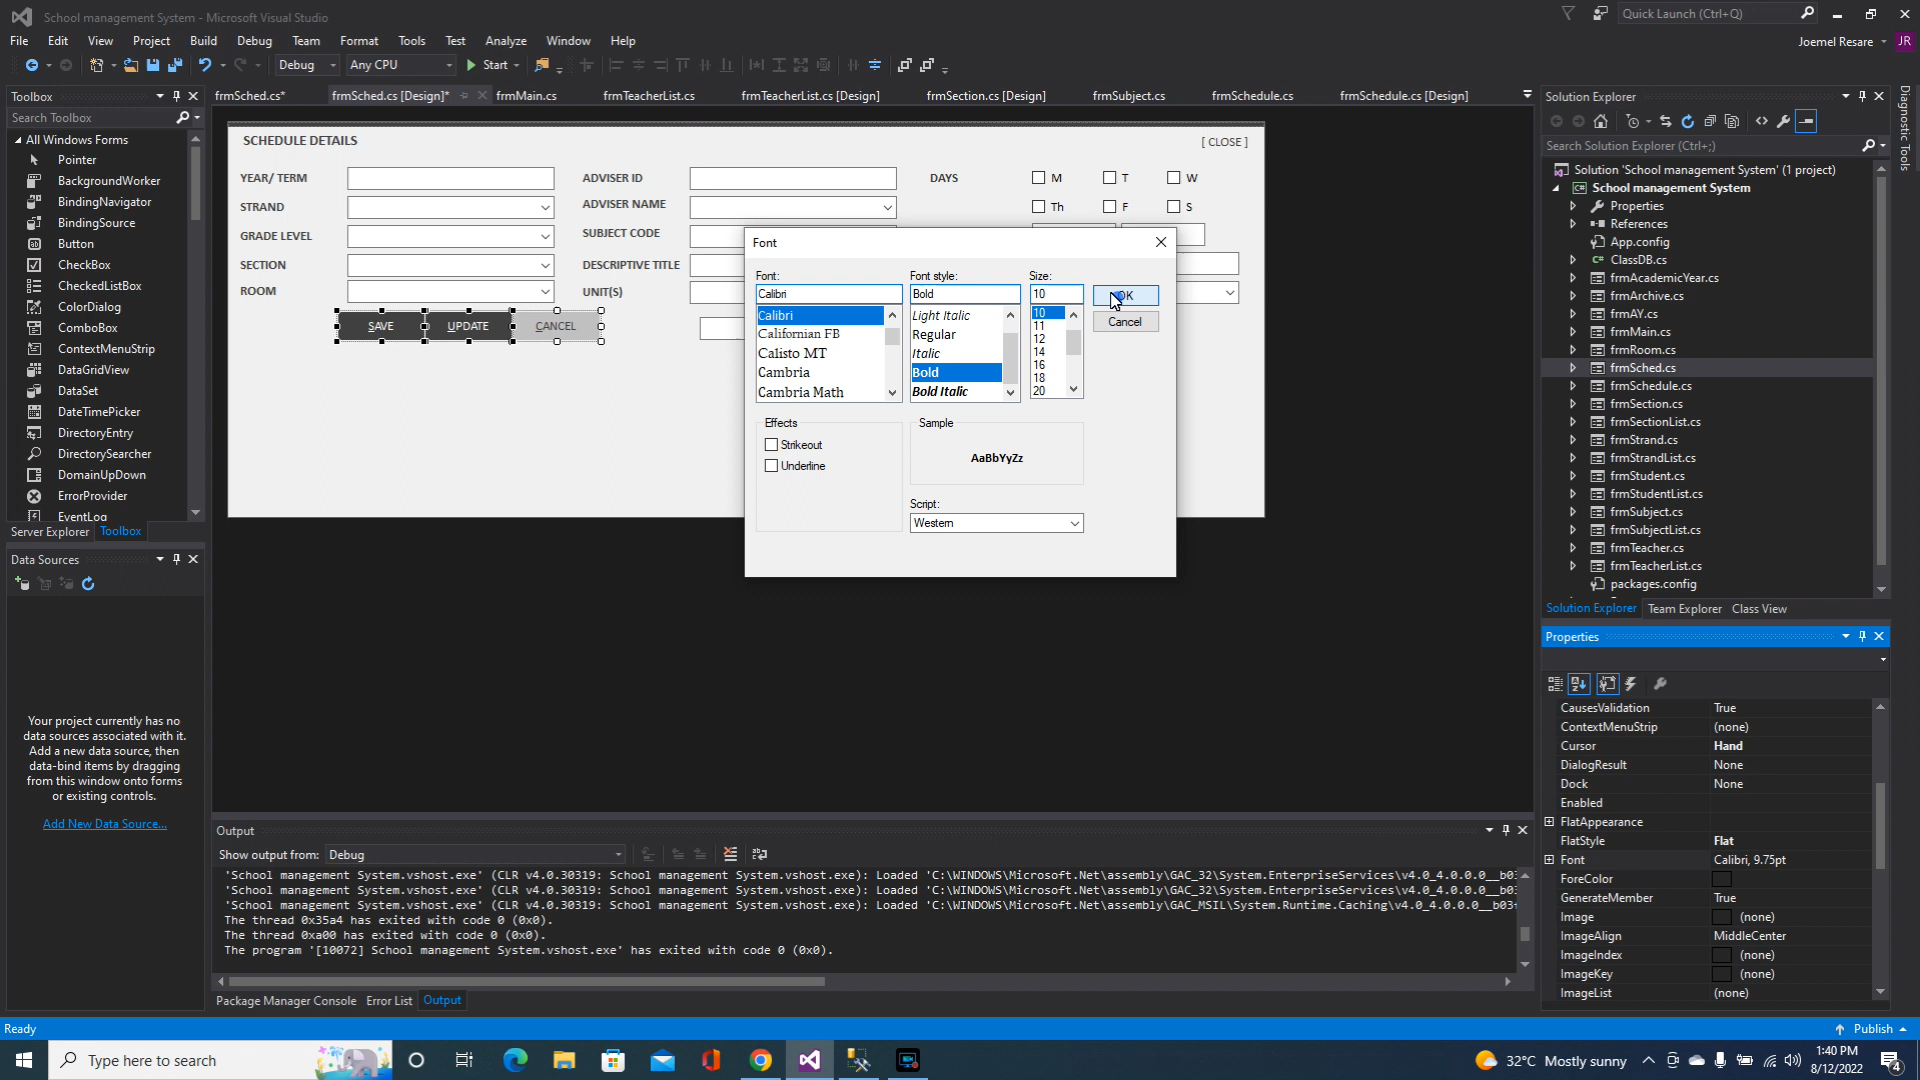 School management System - Microsoft Visual Studio
Quick Launch (Ctrl+Q)
File Edit View Project Build Debug Team Format Tools Test Analyze Window Help
Joemel Resare JR
Debug Any CPU Start
Toolbox
frmSched.cs* frmSched.cs [Design]* frmMain.cs frmTeacherList.cs frmTeacherList.cs [Design] frmSection.cs [Design] frmSubject.cs frmSchedule.cs frmSchedule.cs [Design]
Search Toolbox
All Windows Forms
Pointer
BackgroundWorker
BindingNavigator
BindingSource
Button
CheckBox
CheckedListBox
ColorDialog
ComboBox
ContextMenuStrip
DataGridView
DataSet
DateTimePicker
DirectoryEntry
DirectorySearcher
DomainUpDown
ErrorProvider
EventLog
Server Explorer Toolbox
Data Sources
Your project currently has no
data sources associated with it.
Add a new data source, then
data-bind items by dragging
from this window onto forms
or existing controls.
Add New Data Source...
SCHEDULE DETAILS
[ CLOSE ]
YEAR/ TERM ADVISER ID DAYS M T W
STRAND ADVISER NAME Th F S
GRADE LEVEL SUBJECT CODE
SECTION DESCRIPTIVE TITLE
ROOM UNIT(S)
SAVE UPDATE CANCEL
Font
Font: Font style: Size:
Calibri Bold 10 OK
Calibri Light Italic 10
Cancel
Californian FB Regular 11
12
Calisto MT Italic 14
16
Cambria Bold 18
Cambria Math Bold Italic 20
Effects Sample
Strikeout
AaBbYyZz
Underline
Script:
Western
Output
Show output from: Debug
'School management System.vshost.exe' (CLR v4.0.30319: School management System.vshost.exe): Loaded 'C:\WINDOWS\Microsoft.Net\assembly\GAC_32\System.EnterpriseServices\v4.0_4.0.0.0__b03
'School management System.vshost.exe' (CLR v4.0.30319: School management System.vshost.exe): Loaded 'C:\WINDOWS\Microsoft.Net\assembly\GAC_32\System.EnterpriseServices\v4.0_4.0.0.0__b03
'School management System.vshost.exe' (CLR v4.0.30319: School management System.vshost.exe): Loaded 'C:\WINDOWS\Microsoft.Net\assembly\GAC_MSIL\System.Runtime.Caching\v4.0_4.0.0.0__b03
The thread 0x35a4 has exited with code 0 (0x0).
The thread 0xa00 has exited with code 0 (0x0).
The program '[10072] School management System.vshost.exe' has exited with code 0 (0x0).
Package Manager Console Error List Output
Solution Explorer
Search Solution Explorer (Ctrl+;)
Solution 'School management System' (1 project)
School management System
Properties
References
App.config
ClassDB.cs
frmAcademicYear.cs
frmArchive.cs
frmAY.cs
frmMain.cs
frmRoom.cs
frmSched.cs
frmSchedule.cs
frmSection.cs
frmSectionList.cs
frmStrand.cs
frmStrandList.cs
frmStudent.cs
frmStudentList.cs
frmSubject.cs
frmSubjectList.cs
frmTeacher.cs
frmTeacherList.cs
packages.config
Solution Explorer Team Explorer Class View
Properties
CausesValidation True
ContextMenuStrip (none)
Cursor Hand
DialogResult None
Dock None
Enabled
FlatAppearance
FlatStyle Flat
Font Calibri, 9.75pt
ForeColor
GenerateMember True
Image (none)
ImageAlign MiddleCenter
ImageIndex (none)
ImageKey (none)
ImageList (none)
Diagnostic Tools
Ready
Publish
Type here to search
32°C Mostly sunny
1:40 PM
8/12/2022
4